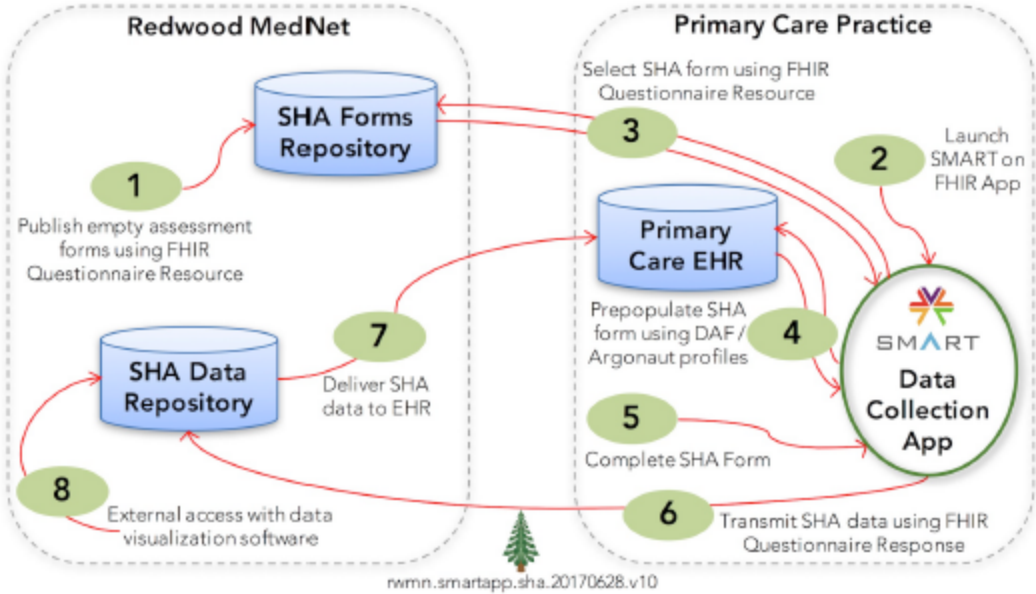 Redwood MedNet
Primary Care Practice
SHA Forms
Repository
1
Publish empty assessment
forms using FHIR
Questionnaire Resource
Select SHA form using FHIR
Questionnaire Resource
3
2
Launch
SMART on
FHIR App
Primary
Care EHR
Prepopulate SHA
form using DAF /
Argonaut profiles
4
SMART
Data
Collection
App
7
Deliver SHA
data to EHR
SHA Data
Repository
5
Complete SHA Form
8
External access with data
visualization software
6
Transmit SHA data using FHIR
Questionnaire Response
rwmn.smartapp.sha.20170628.v10